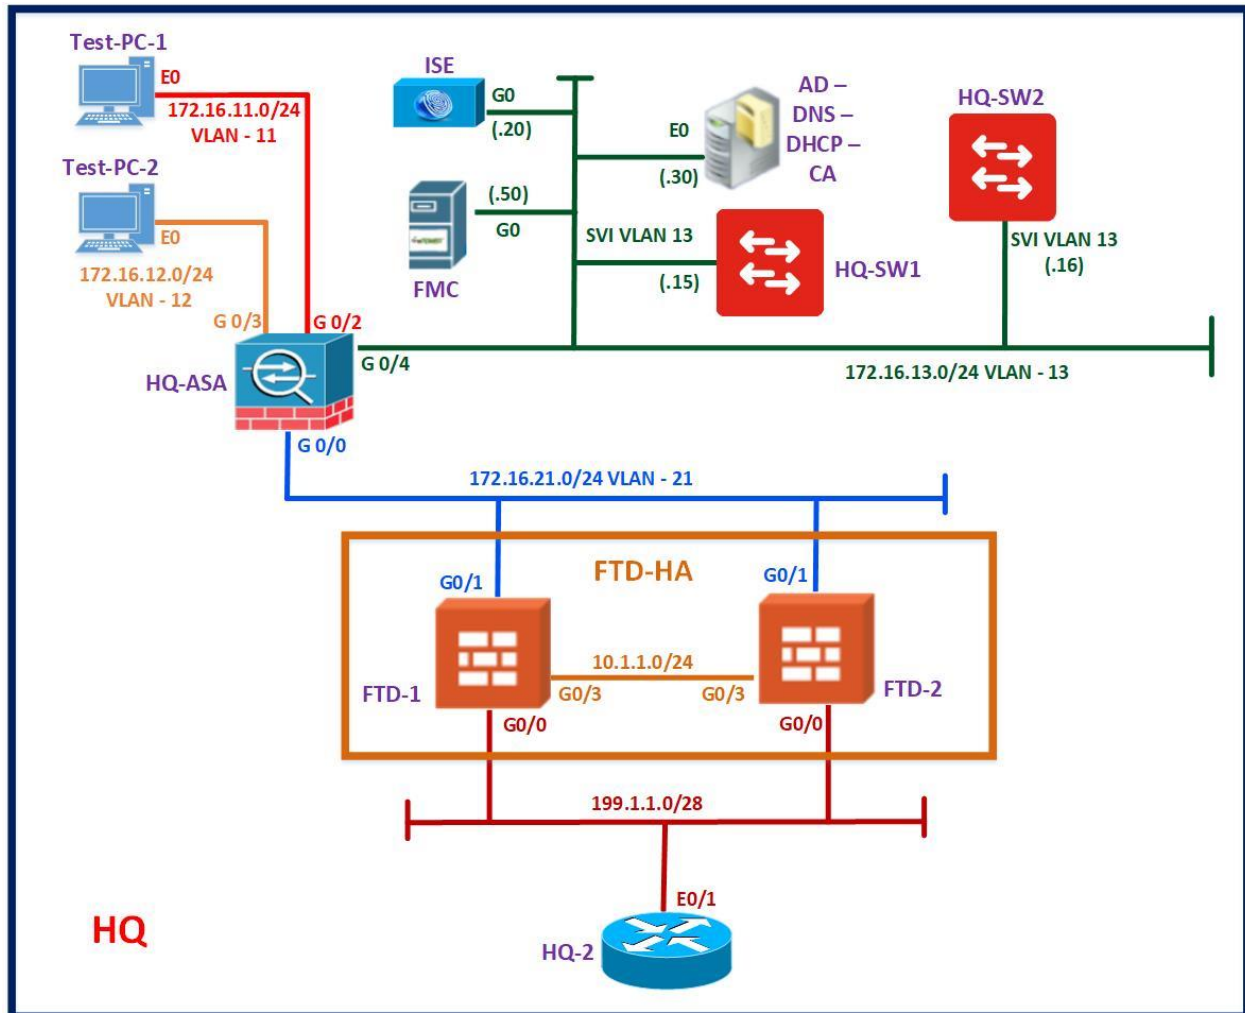 Test-PC-1
E0
172.16.11.0/24
VLAN - 11
Test-PC-2
E0
172.16.12.0/24
VLAN - 12
G 0/3
G 0/2
HQ-ASA
G 0/4
G 0/0
ISE
G0
(.20)
AD –
DNS –
DHCP –
CA
E0
(.30)
(.50)
G0
FMC
SVI VLAN 13
(.15)
HQ-SW1
HQ-SW2
SVI VLAN 13
(.16)
172.16.13.0/24 VLAN - 13
172.16.21.0/24 VLAN - 21
FTD-HA
G0/1
G0/1
10.1.1.0/24
FTD-1
G0/3
G0/3
FTD-2
G0/0
G0/0
199.1.1.0/28
E0/1
HQ-2
HQ